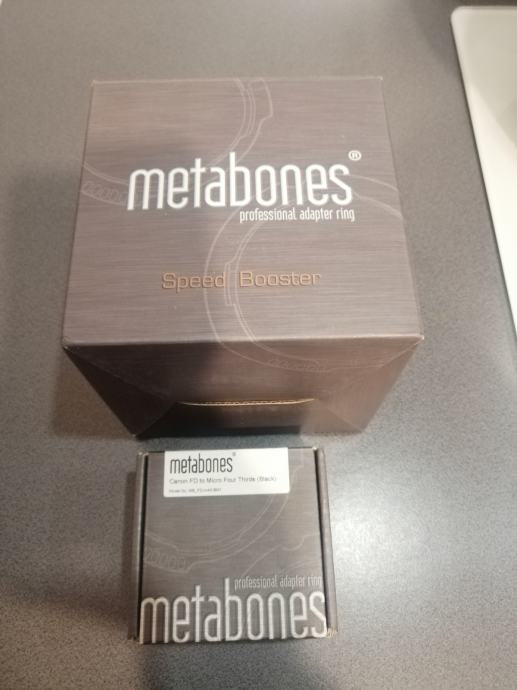 metabones®
professional adapter ring
Speed Booster
metabones®
Canon FD to Micro Four Thirds (Black)
professional adapter ring
metabones